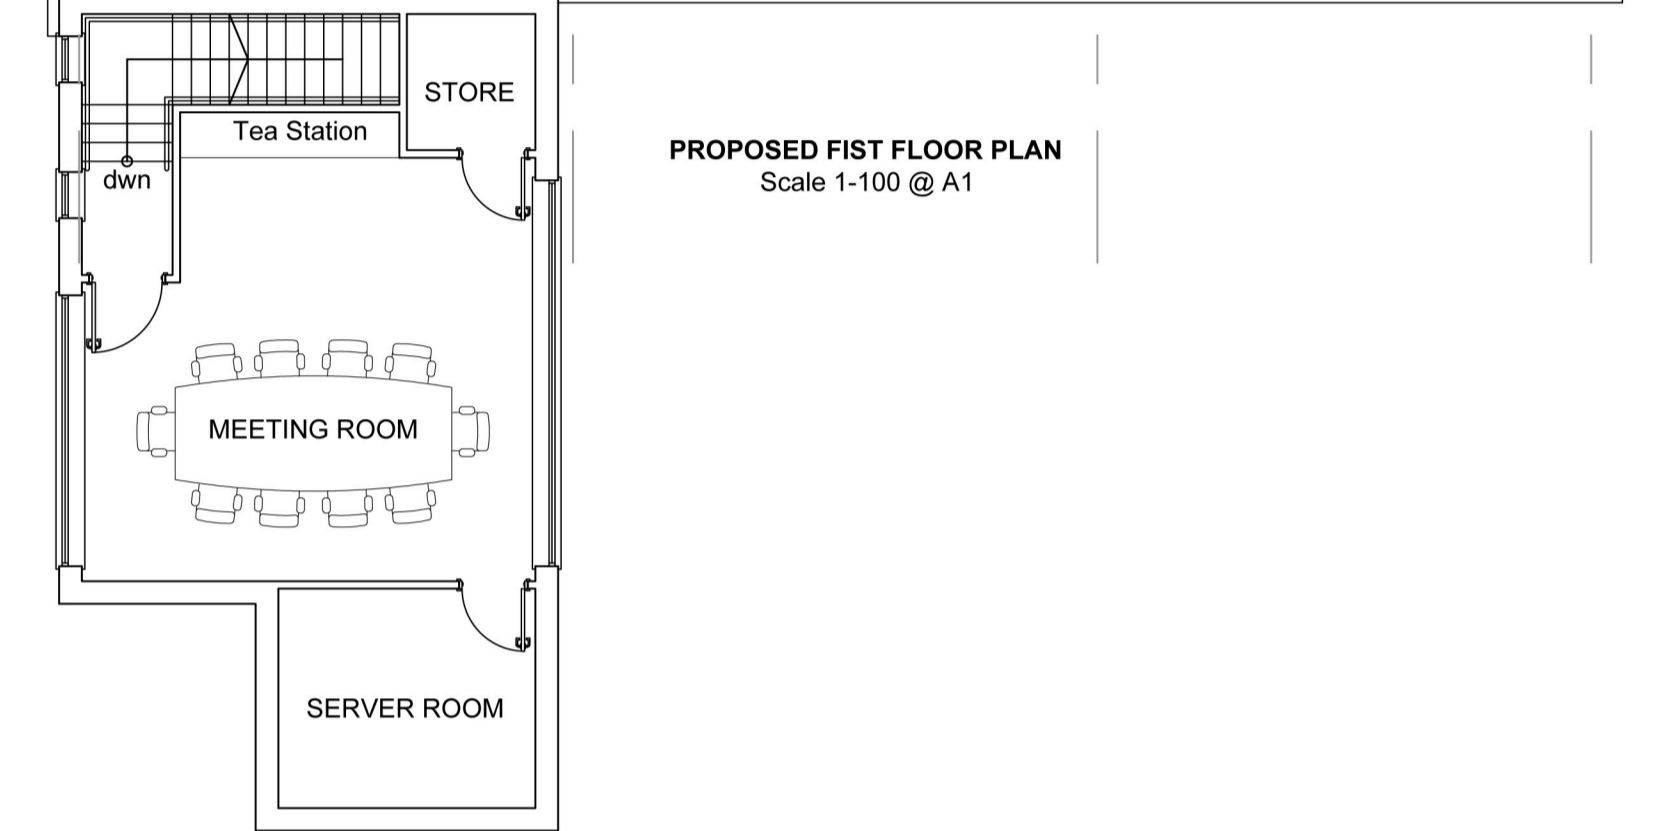 STORE
Tea Station
PROPOSED FIST FLOOR PLAN
Scale 1-100 @ A1
dwn
MEETING ROOM
SERVER ROOM